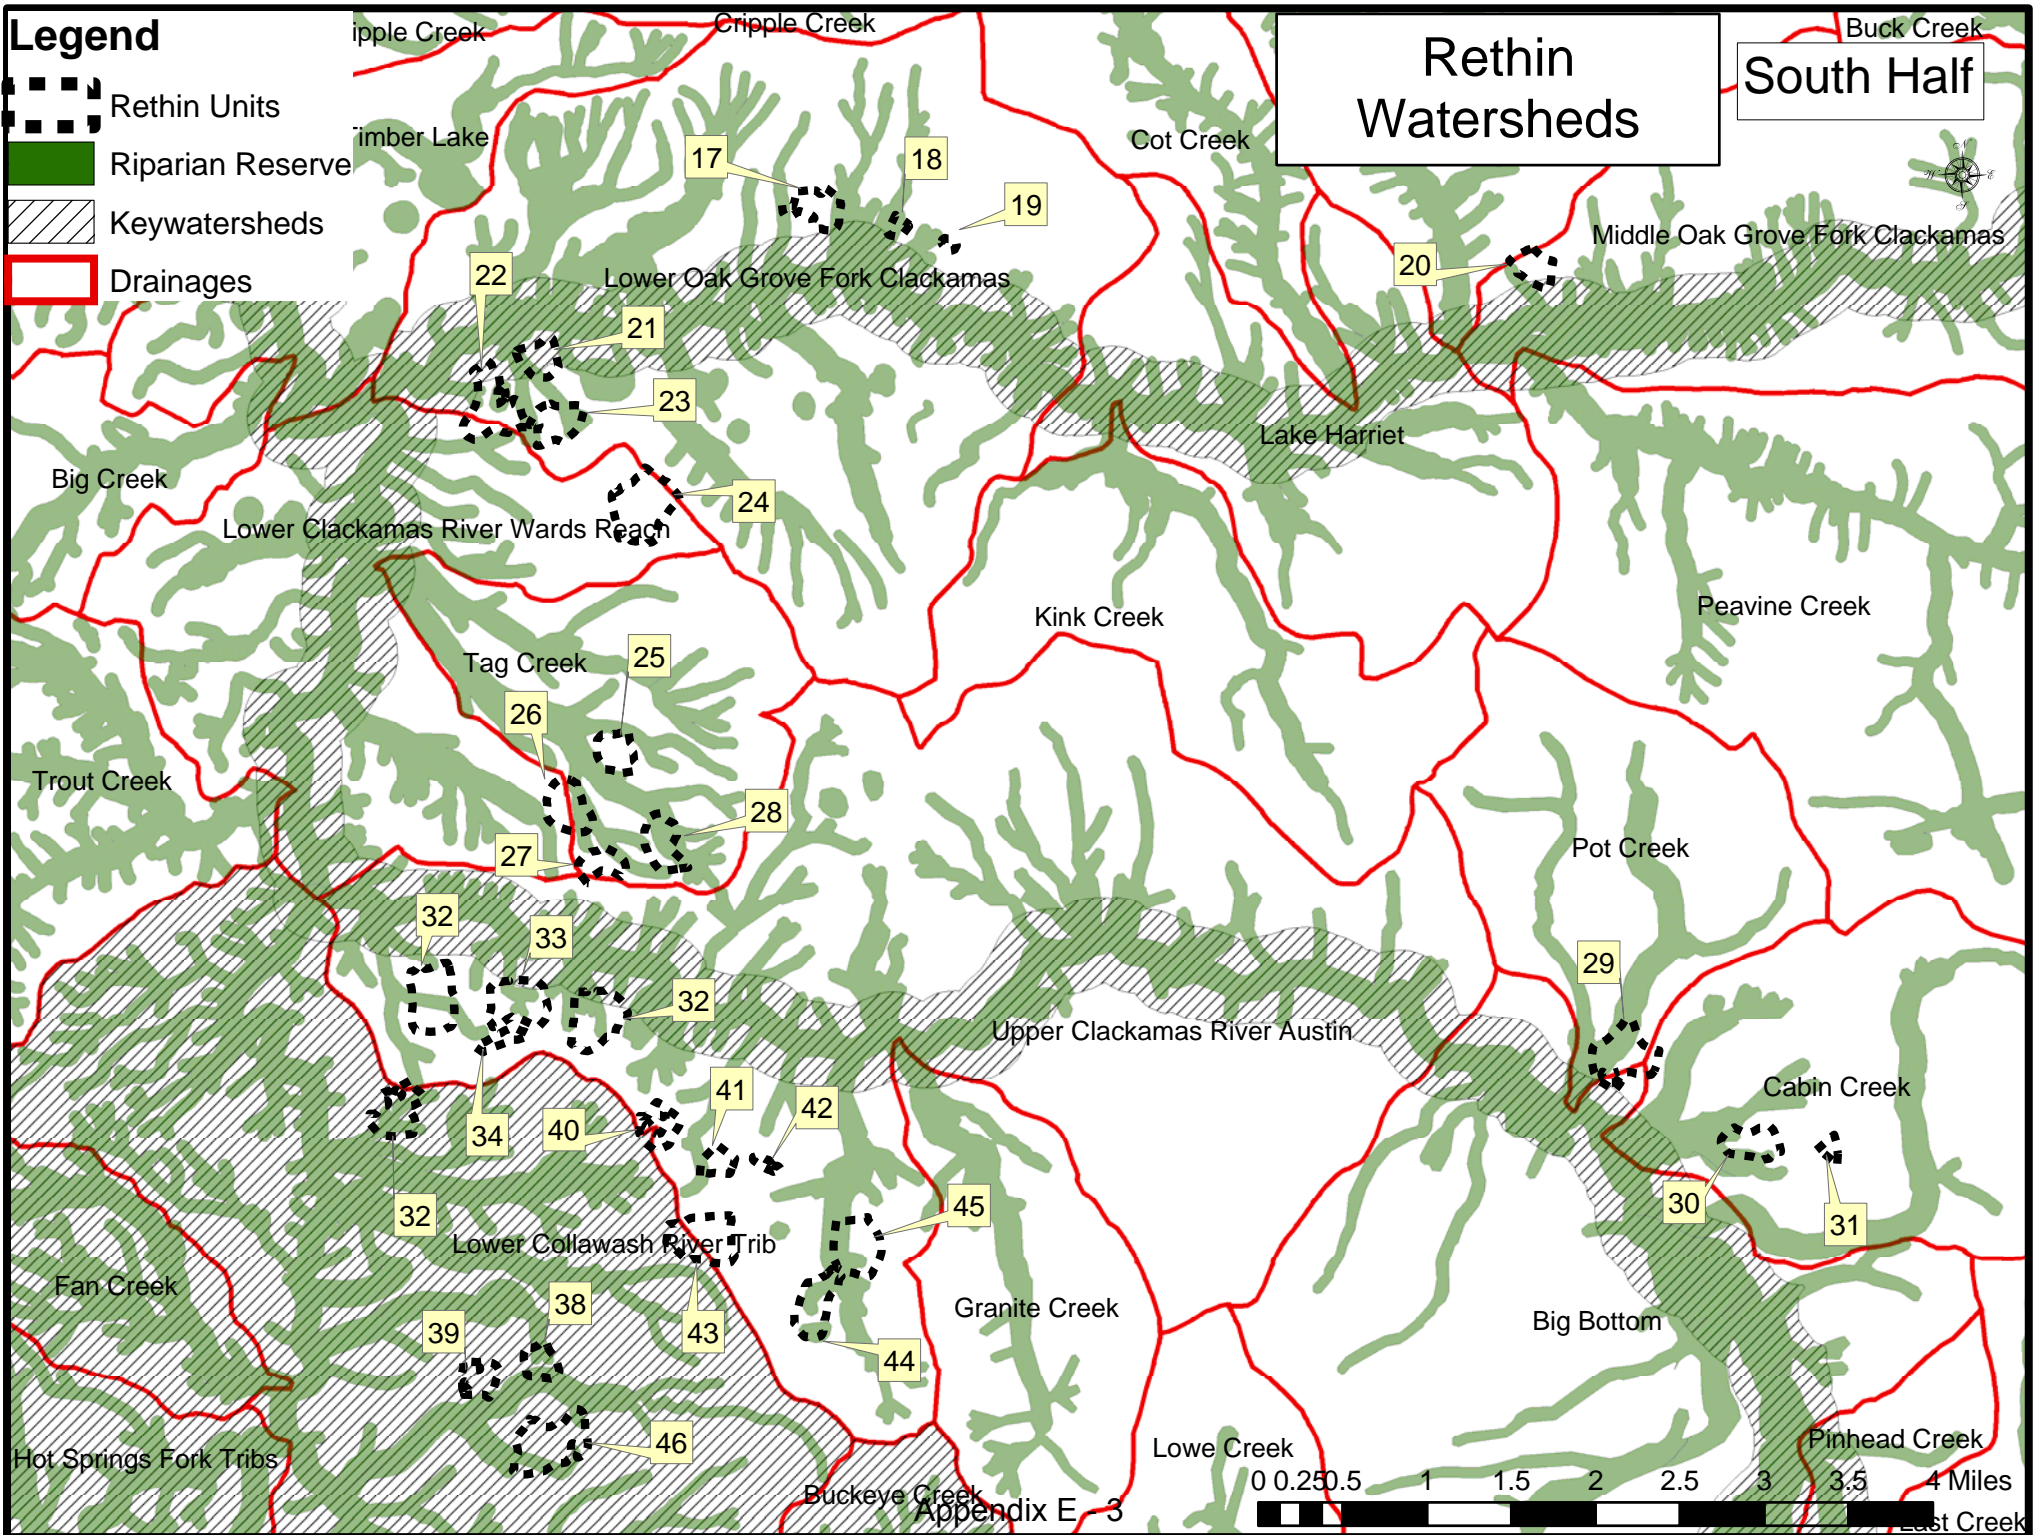 Legend
Rethin Units
Riparian Reserve
Keywatersheds
Drainages
Rethin
Watersheds
South Half
ipple Creek
Cripple Creek
Buck Creek
Timber Lake
Cot Creek
17
18
19
N
W
E
S
Middle Oak Grove Fork Clackamas
20
22
Lower Oak Grove Fork Clackamas
21
23
Lake Harriet
Big Creek
24
Lower Clackamas River Wards Reach
Kink Creek
Peavine Creek
25
Tag Creek
26
Trout Creek
28
27
Pot Creek
32
33
29
32
Upper Clackamas River Austin
41
42
Cabin Creek
34
40
30
31
32
45
Lower Collawash River Trib
Fan Creek
38
39
43
Granite Creek
Big Bottom
44
46
Hot Springs Fork Tribs
Lowe Creek
Pinhead Creek
0 0.25 0.5 1 1.5 2 2.5 3 3.5 4 Miles
Buckeye Creek
Appendix E - 3
East Creek